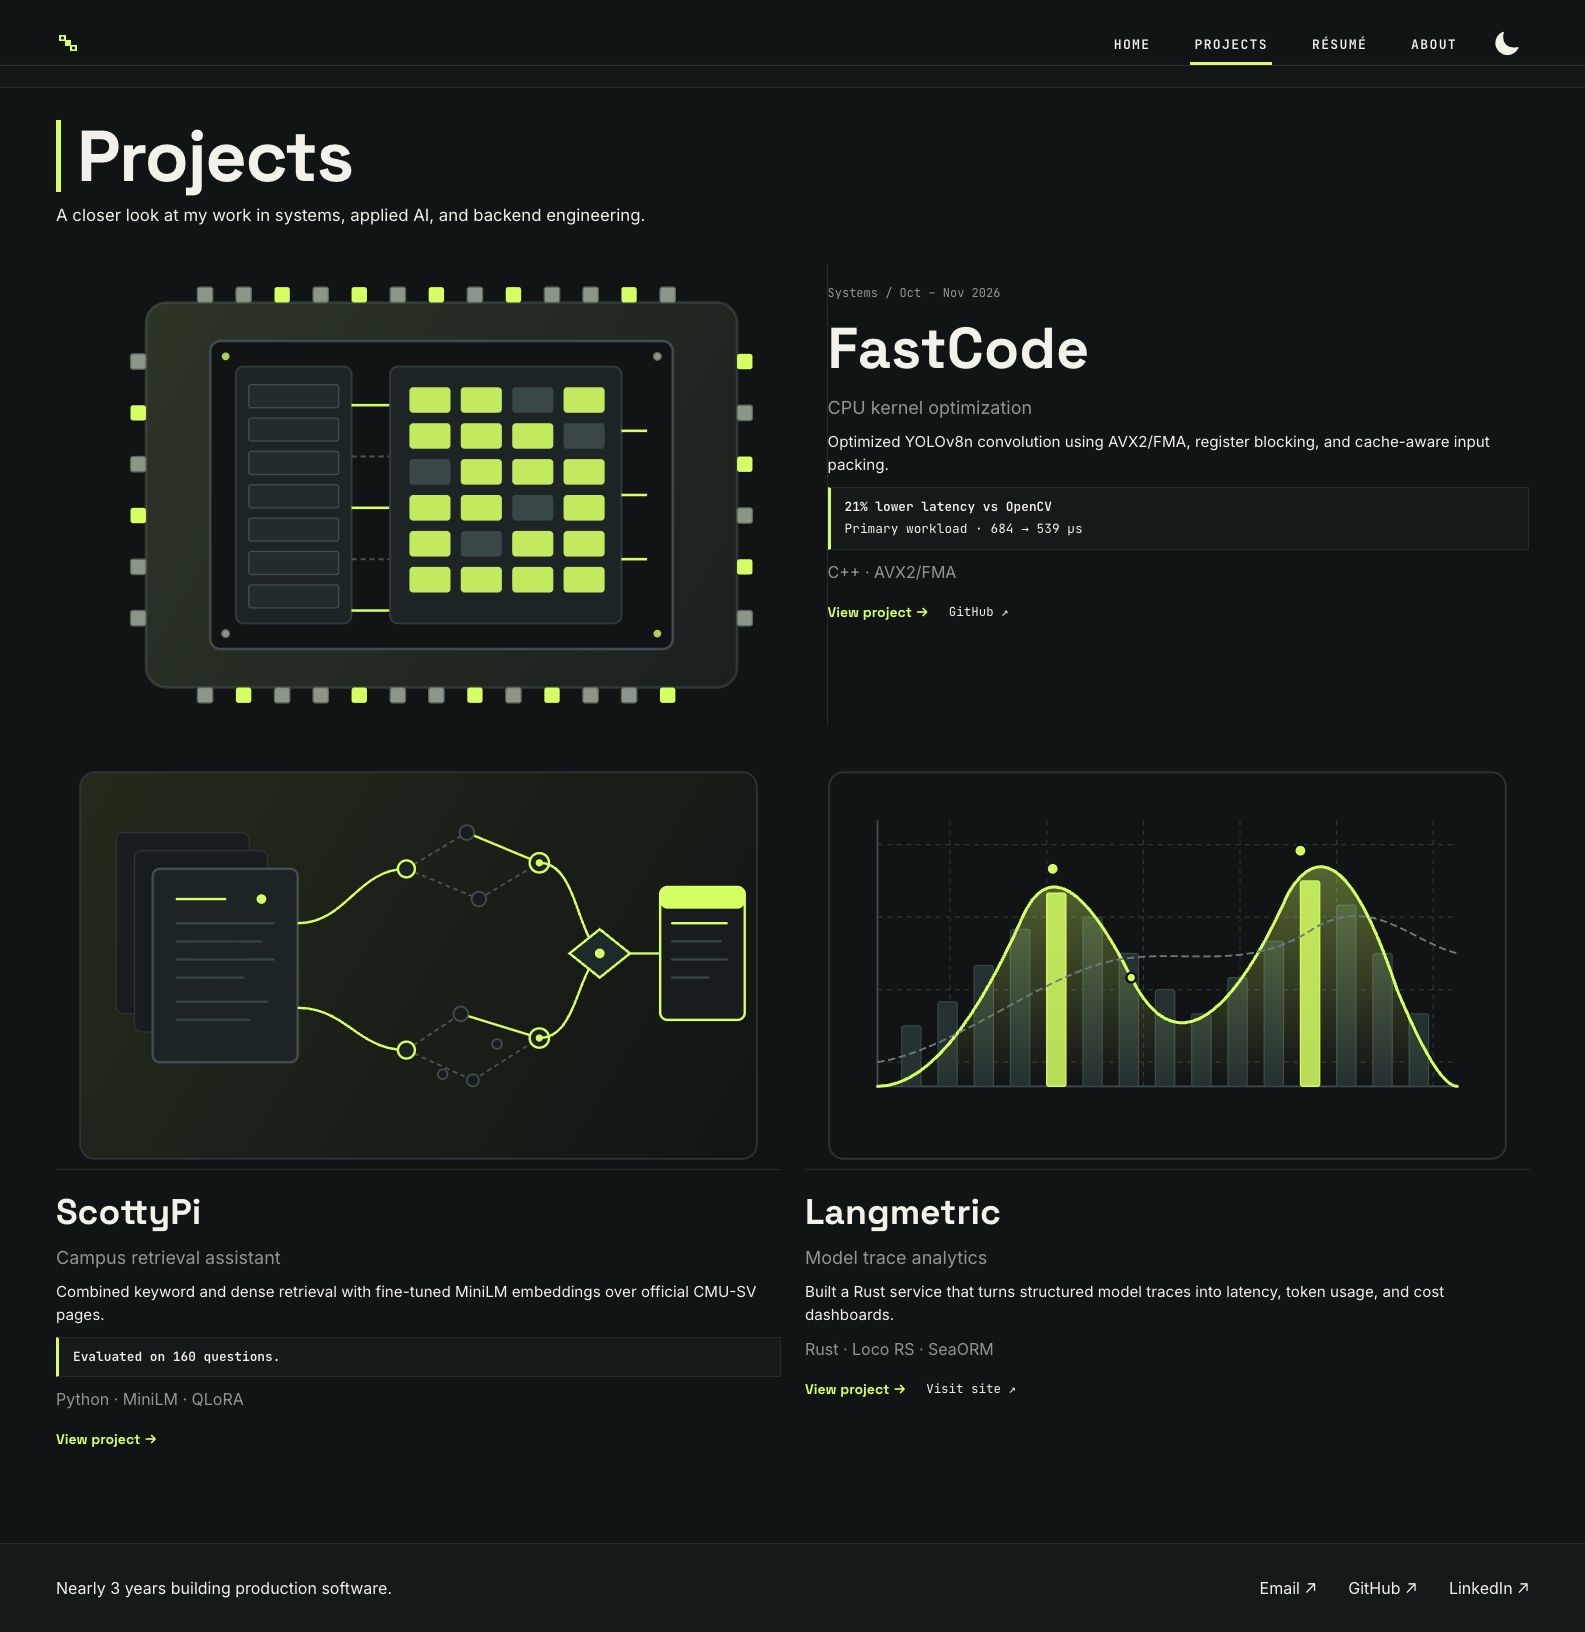 HOME
PROJECTS
RÉSUMÉ
ABOUT
Projects
A closer look at my work in systems, applied AI, and backend engineering.
Systems / Oct – Nov 2026
FastCode
CPU kernel optimization
Optimized YOLOv8n convolution using AVX2/FMA, register blocking, and cache-aware input
packing.
21% lower latency vs OpenCV
Primary workload · 684 → 539 µs
C++ · AVX2/FMA
View project →
GitHub ↗
ScottyPi
Campus retrieval assistant
Combined keyword and dense retrieval with fine-tuned MiniLM embeddings over official CMU-SV
pages.
Evaluated on 160 questions.
Python · MiniLM · QLoRA
View project →
Langmetric
Model trace analytics
Built a Rust service that turns structured model traces into latency, token usage, and cost
dashboards.
Rust · Loco RS · SeaORM
View project →
Visit site ↗
Nearly 3 years building production software.
Email ↗
GitHub ↗
LinkedIn ↗